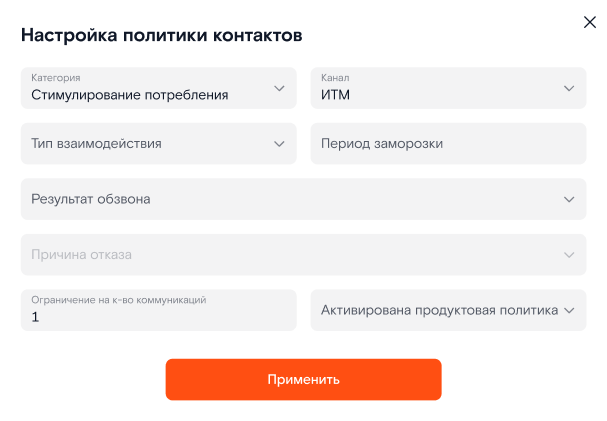 Настройка политики контактов
Категория
Стимулирование потребления
Канал
ИТМ
Тип взаимодействия
Период заморозки
Результат обзвона
Причина отказа
Ограничение на к-во коммуникаций
1
Активирована продуктовая политика
Применить